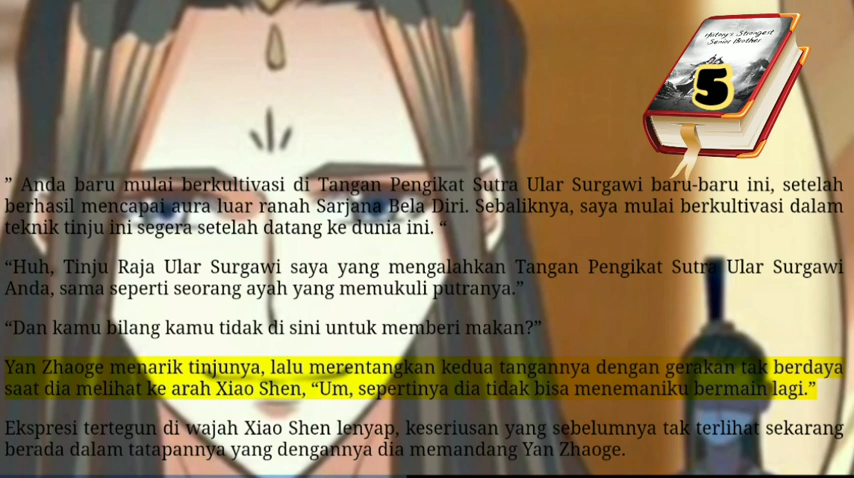 History's Strongest
Senior Brother
5
” Anda baru mulai berkultivasi di Tangan Pengikat Sutra Ular Surgawi baru-baru ini, setelah
berhasil mencapai aura luar ranah Sarjana Bela Diri. Sebaliknya, saya mulai berkultivasi dalam
teknik tinju ini segera setelah datang ke dunia ini. “
“Huh, Tinju Raja Ular Surgawi saya yang mengalahkan Tangan Pengikat Sutra Ular Surgawi
Anda, sama seperti seorang ayah yang memukuli putranya.”
“Dan kamu bilang kamu tidak di sini untuk memberi makan?”
Yan Zhaoge menarik tinjunya, lalu merentangkan kedua tangannya dengan gerakan tak berdaya
saat dia melihat ke arah Xiao Shen, “Um, sepertinya dia tidak bisa menemaniku bermain lagi.”
Ekspresi tertegun di wajah Xiao Shen lenyap, keseriusan yang sebelumnya tak terlihat sekarang
berada dalam tatapannya yang dengannya dia memandang Yan Zhaoge.